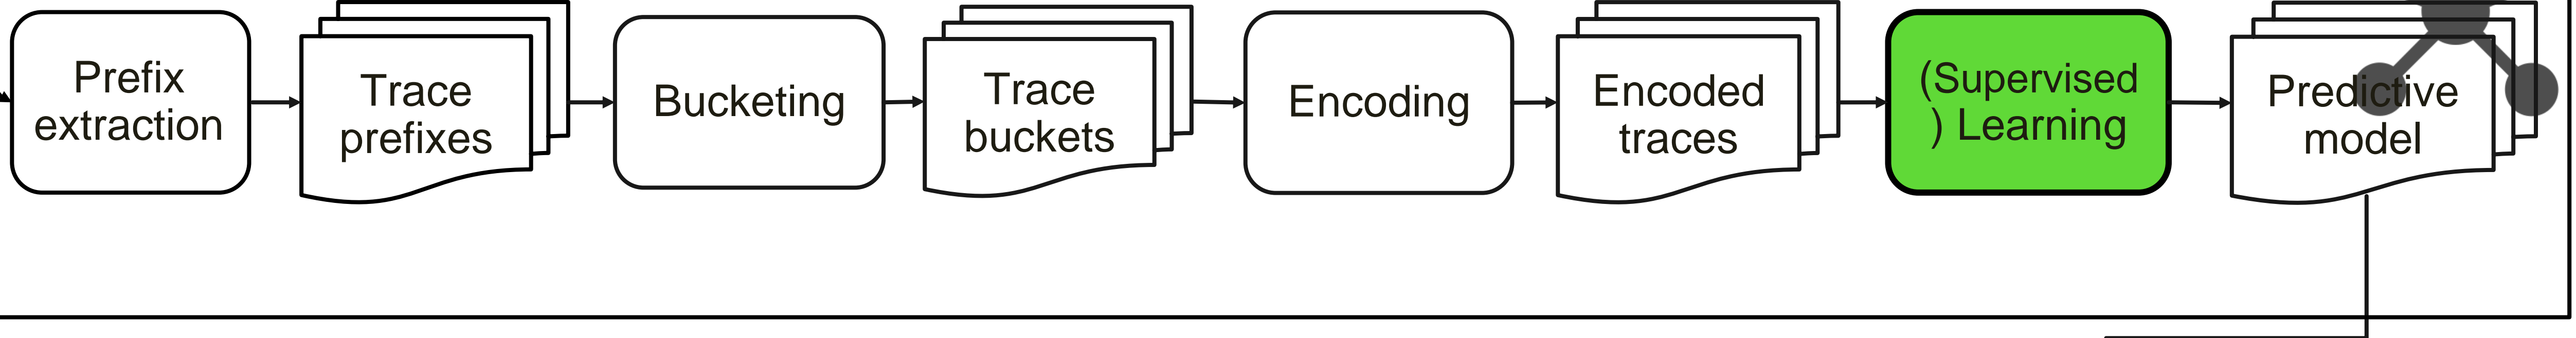 Prefix
extraction
Trace
prefixes
Bucketing
Trace
buckets
Encoding
Encoded
traces
(Supervised
) Learning
Predictive
model